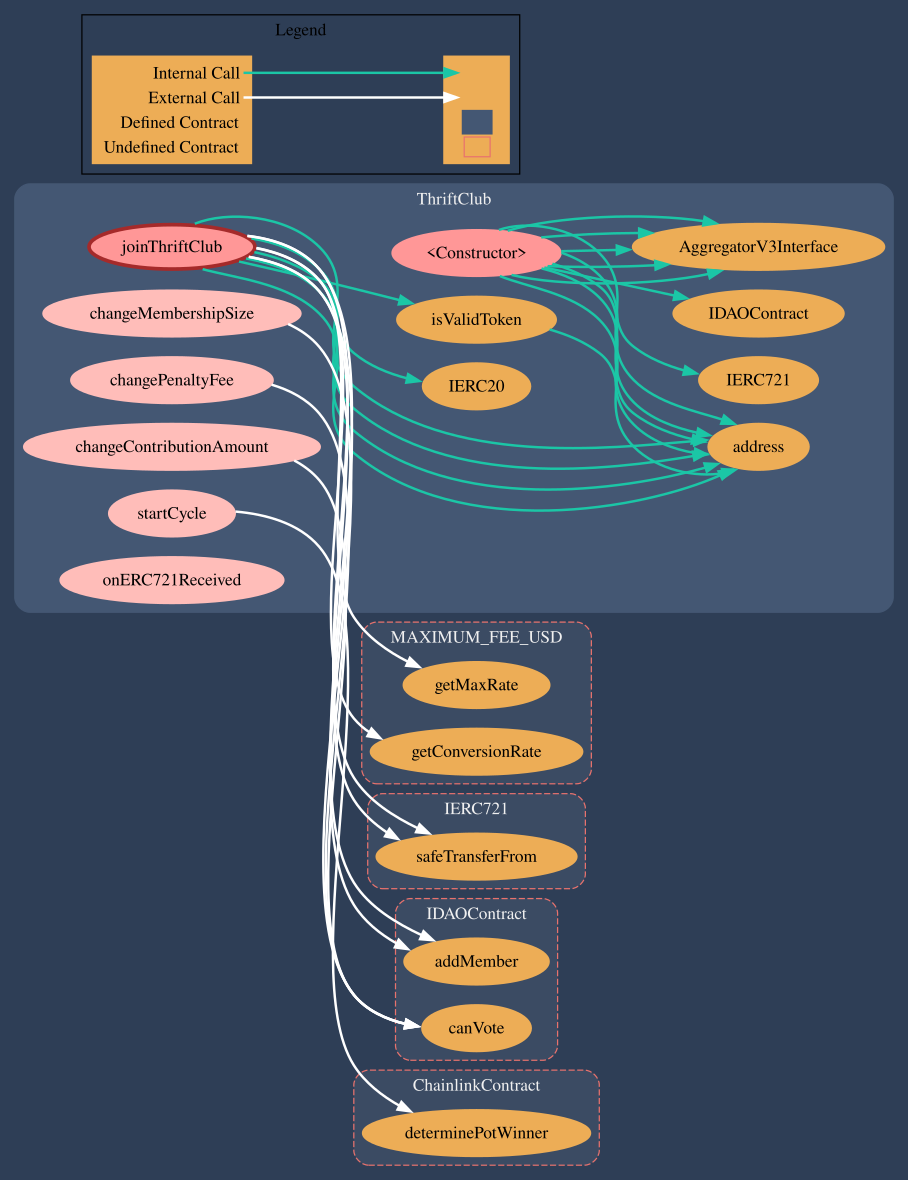 Legend
Internal Call
External Call
Defined Contract
Undefined Contract
ThriftClub
joinThriftClub
<Constructor>
AggregatorV3Interface
changeMembershipSize
isValidToken
IDAOContract
changePenaltyFee
IERC20
IERC721
changeContributionAmount
address
startCycle
onERC721Received
MAXIMUM_FEE_USD
getMaxRate
getConversionRate
IERC721
safeTransferFrom
IDAOContract
addMember
canVote
ChainlinkContract
determinePotWinner